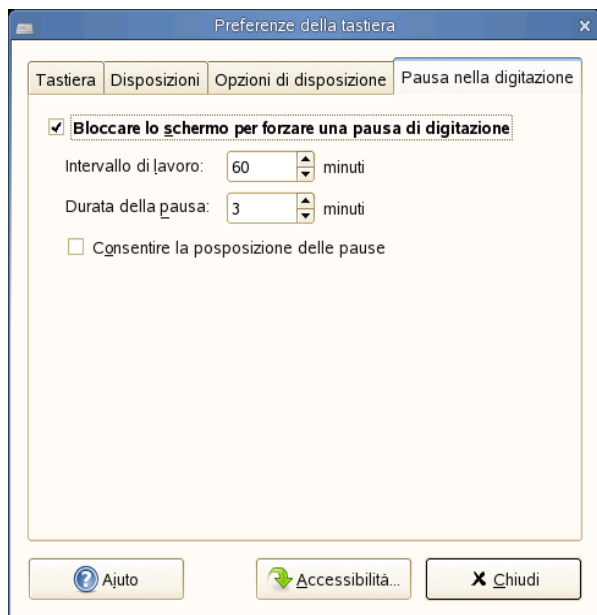 Preferenze della tastiera
Tastiera Disposizioni Opzioni di disposizione Pausa nella digitazione
Bloccare lo schermo per forzare una pausa di digitazione
Intervallo di lavoro: 60 minuti
Durata della pausa: 3 minuti
Consentire la posposizione delle pause
Aiuto Accessibilità... Chiudi